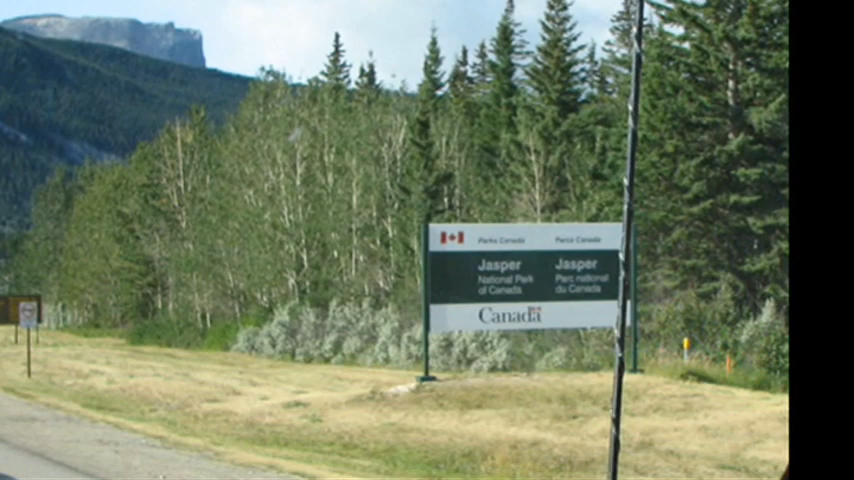 Parks Canada Parcs Canada
Jasper Jasper
National Park Parc national
of Canada du Canada
Canada